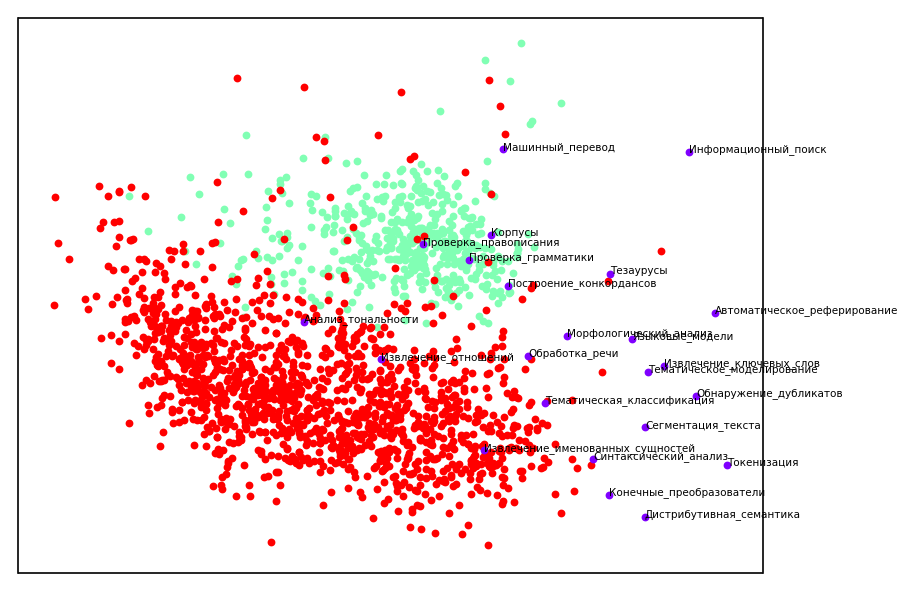 Машинный_перевод
Информационный_поиск
Корпусы
Проверка_правописания
Проверка_грамматики
Тезаурусы
Построение_конкордансов
Автоматическое_реферирование
Анализ_тональности
Морфологический_анализ
Языковые_модели
Обработка_речи
Извлечение_отношений
Извлечение_ключевых_слов
Тематическое_моделирование
Обнаружение_дубликатов
Тематическая_классификация
Сегментация_текста
Извлечение_именованных_сущностей
Синтаксический_анализ
Токенизация
Конечные_преобразователи
Дистрибутивная_семантика